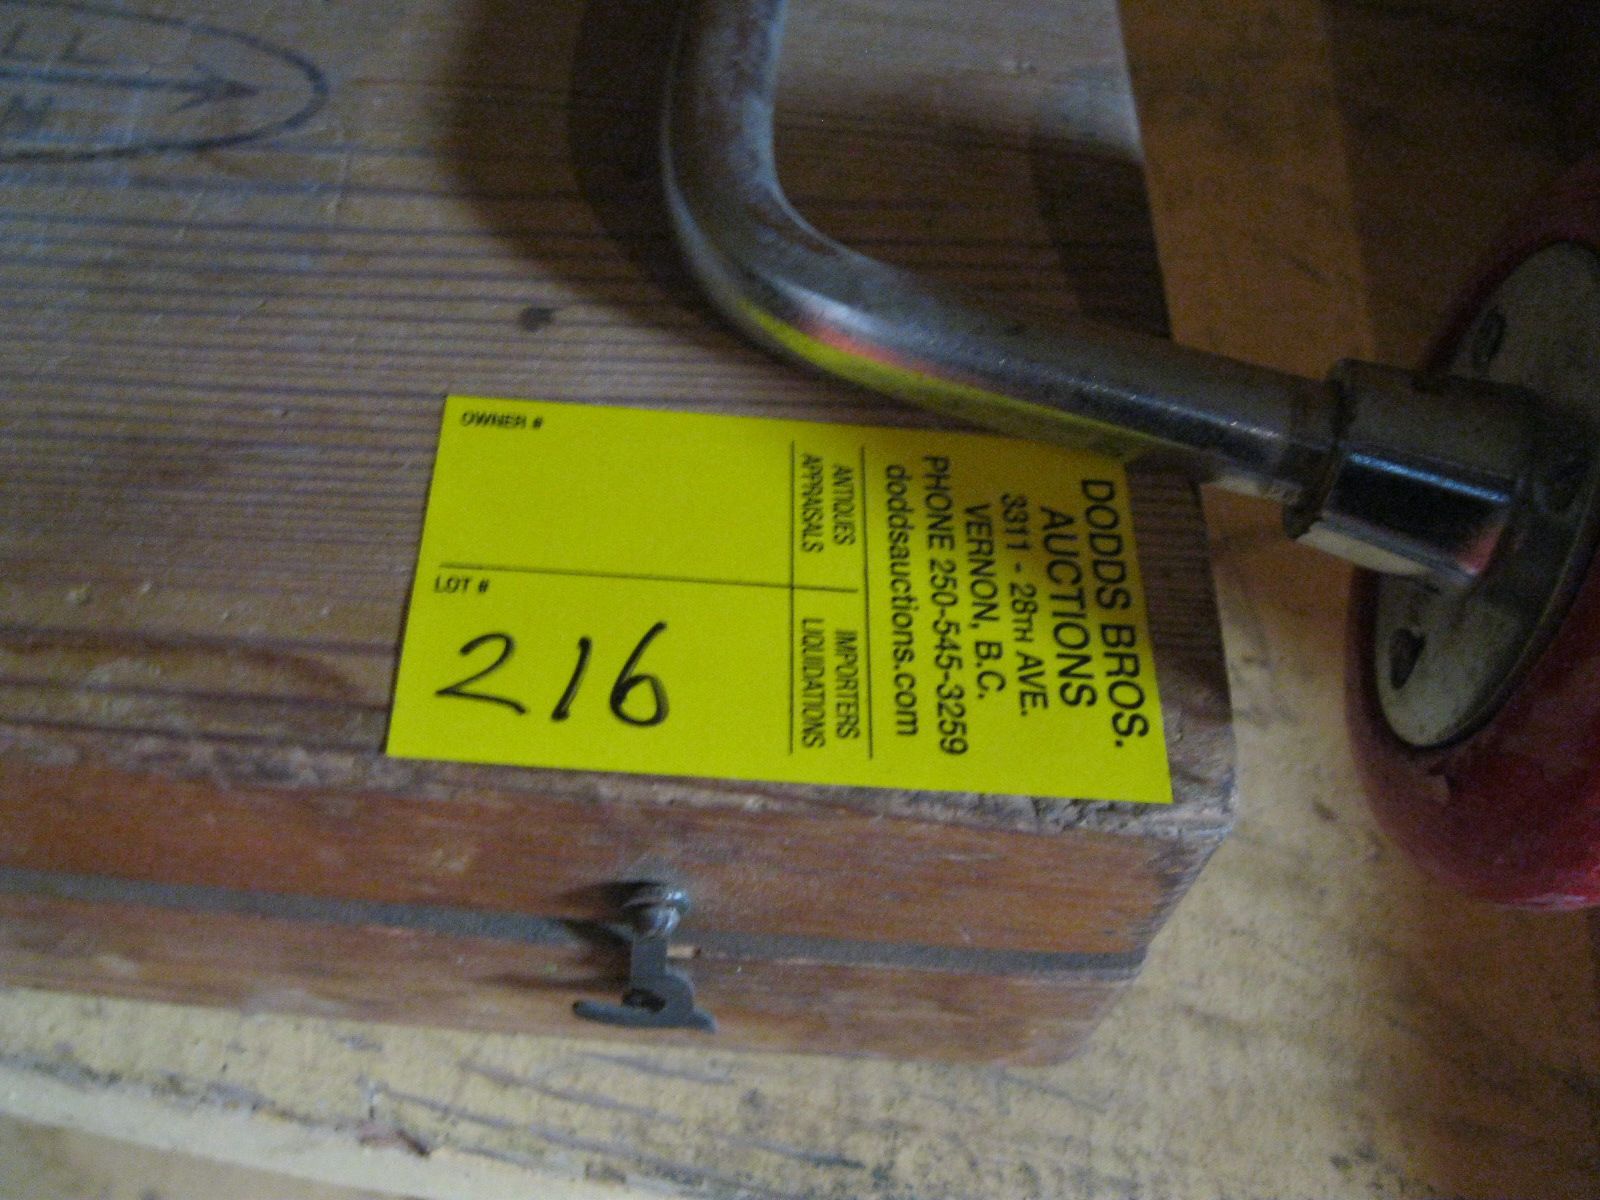 DODDS BROS.
AUCTIONS
3311 - 28TH AVE.
VERNON, B.C.
PHONE 250-545-3259
doddsauctions.com
ANTIQUES
APPRAISALS
IMPORTERS
LIQUIDATIONS
OWNER #
LOT #
216